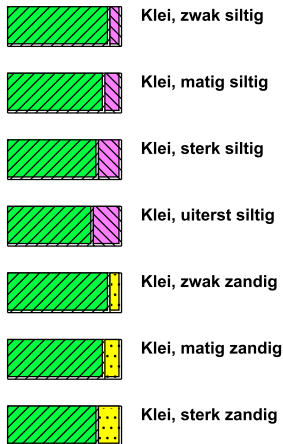 Klei, zwak siltig
Klei, matig siltig
Klei, sterk siltig
Klei, uiterst siltig
Klei, zwak zandig
Klei, matig zandig
Klei, sterk zandig